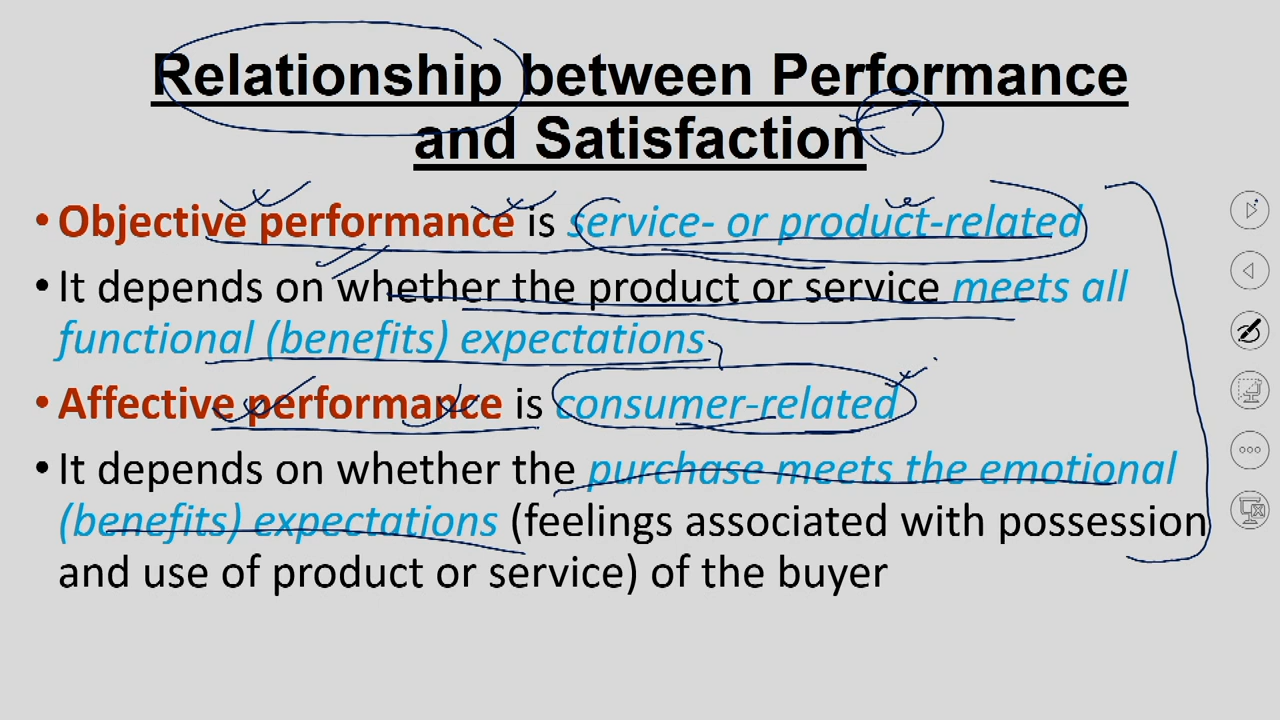 Relationship between Performance
and Satisfaction
• Objective performance is service- or product-related
• It depends on whether the product or service meets all
functional (benefits) expectations
• Affective performance is consumer-related
• It depends on whether the purchase meets the emotional
(benefits) expectations (feelings associated with possession
and use of product or service) of the buyer